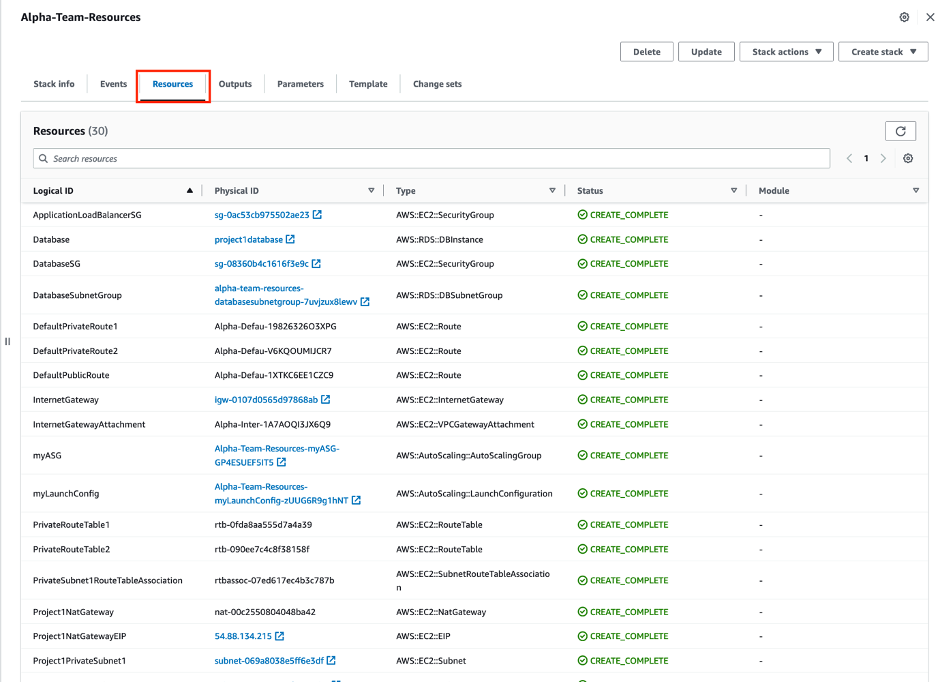 Alpha-Team-Resources
Delete Update Stack actions Create stack
Stack info Events Resources Outputs Parameters Template Change sets
Resources (30)
Search resources 1
Logical ID Physical ID Type Status Module
ApplicationLoadBalancerSG sg-0ac53cb975502ae23 AWS::EC2::SecurityGroup CREATE_COMPLETE -
Database project1database AWS::RDS::DBInstance CREATE_COMPLETE -
DatabaseSG sg-08360b4c1616f3e9c AWS::EC2::SecurityGroup CREATE_COMPLETE -
DatabaseSubnetGroup alpha-team-resources-
databasesubnetgroup-7uvjzux8lewv AWS::RDS::DBSubnetGroup CREATE_COMPLETE -
DefaultPrivateRoute1 Alpha-Defau-19826326O3XPG AWS::EC2::Route CREATE_COMPLETE -
DefaultPrivateRoute2 Alpha-Defau-V6KQOUMIJCR7 AWS::EC2::Route CREATE_COMPLETE -
DefaultPublicRoute Alpha-Defau-1XTKC6EE1CZC9 AWS::EC2::Route CREATE_COMPLETE -
InternetGateway igw-0107d0565d97868ab AWS::EC2::InternetGateway CREATE_COMPLETE -
InternetGatewayAttachment Alpha-Inter-1A7AOQI3JX6Q9 AWS::EC2::VPCGatewayAttachment CREATE_COMPLETE -
myASG Alpha-Team-Resources-myASG-
GP4ESUEF5IT5 AWS::AutoScaling::AutoScalingGroup CREATE_COMPLETE -
myLaunchConfig Alpha-Team-Resources-
myLaunchConfig-zUUG6R9g1hNT AWS::AutoScaling::LaunchConfiguration CREATE_COMPLETE -
PrivateRouteTable1 rtb-0fda8aa555d7a4a39 AWS::EC2::RouteTable CREATE_COMPLETE -
PrivateRouteTable2 rtb-090ee7c4c8f38158f AWS::EC2::RouteTable CREATE_COMPLETE -
PrivateSubnet1RouteTableAssociation rtbassoc-07ed617ec4b3c787b AWS::EC2::SubnetRouteTableAssociatio
n CREATE_COMPLETE -
Project1NatGateway nat-00c2550804048ba42 AWS::EC2::NatGateway CREATE_COMPLETE -
Project1NatGatewayEIP 54.88.134.215 AWS::EC2::EIP CREATE_COMPLETE -
Project1PrivateSubnet1 subnet-069a8038e5ff6e3df AWS::EC2::Subnet CREATE_COMPLETE -